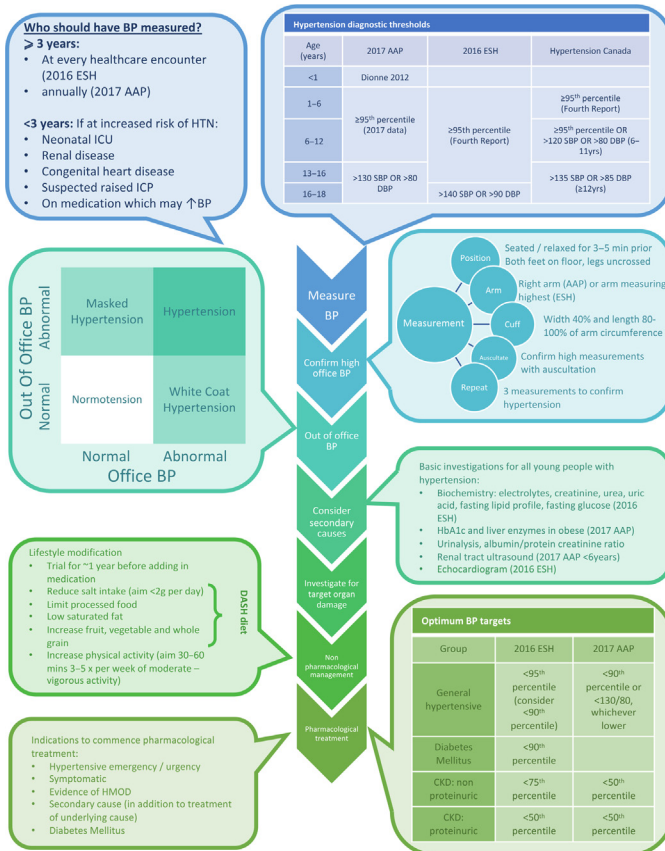 Who should have BP measured?
⩾ 3 years:
• At every healthcare encounter
(2016 ESH
• annually (2017 AAP)
<3 years: If at increased risk of HTN:
• Neonatal ICU
• Renal disease
• Congenital heart disease
• Suspected raised ICP
• On medication which may ↑BP
Hypertension diagnostic thresholds
Age
(years)
2017 AAP
2016 ESH
Hypertension Canada
<1
Dionne 2012
1–6
≥95th percentile
(2017 data)
≥95th percentile
(Fourth Report)
≥95th percentile
(Fourth Report)
6–12
≥95th percentile OR
>120 SBP OR >80 DBP (6–
11yrs)
13–16
>130 SBP OR >80
DBP
>135 SBP OR >85 DBP
(≥12yrs)
16–18
>140 SBP OR >90 DBP
Out Of Office BP
Abnormal
Normal
Masked
Hypertension
Hypertension
Normotension
White Coat
Hypertension
Normal
Abnormal
Office BP
Measure
BP
Confirm high
office BP
Out of office
BP
Consider
secondary
causes
Investigate for
target organ
damage
Non
pharmacological
management
Pharmacological
treatment
Measurement
Position
Seated / relaxed for 3–5 min prior
Both feet on floor, legs uncrossed
Arm
Right arm (AAP) or arm measuring
highest (ESH)
Cuff
Width 40% and length 80-
100% of arm circumference
Auscultate
Confirm high measurements
with auscultation
Repeat
3 measurements to confirm
hypertension
Basic investigations for all young people with
hypertension:
• Biochemistry: electrolytes, creatinine, urea, uric
acid, fasting lipid profile, fasting glucose (2016
ESH)
• HbA1c and liver enzymes in obese (2017 AAP)
• Urinalysis, albumin/protein creatinine ratio
• Renal tract ultrasound (2017 AAP <6years)
• Echocardiogram (2016 ESH)
Lifestyle modification
• Trial for ~1 year before adding in
medication
• Reduce salt intake (aim <2g per day)
• Limit processed food
• Low saturated fat
• Increase fruit, vegetable and whole
grain
• Increase physical activity (aim 30–60
mins 3–5 x per week of moderate –
vigorous activity)
DASH diet
Optimum BP targets
Group
2016 ESH
2017 AAP
General
hypertensive
<95th
percentile
(consider
<90th
percentile)
<90th
percentile or
<130/80,
whichever
lower
Diabetes
Mellitus
<90th
percentile
CKD: non
proteinuric
<75th
percentile
<50th
percentile
CKD:
proteinuric
<50th
percentile
<50th
percentile
Indications to commence pharmacological
treatment:
• Hypertensive emergency / urgency
• Symptomatic
• Evidence of HMOD
• Secondary cause (in addition to treatment
of underlying cause)
• Diabetes Mellitus